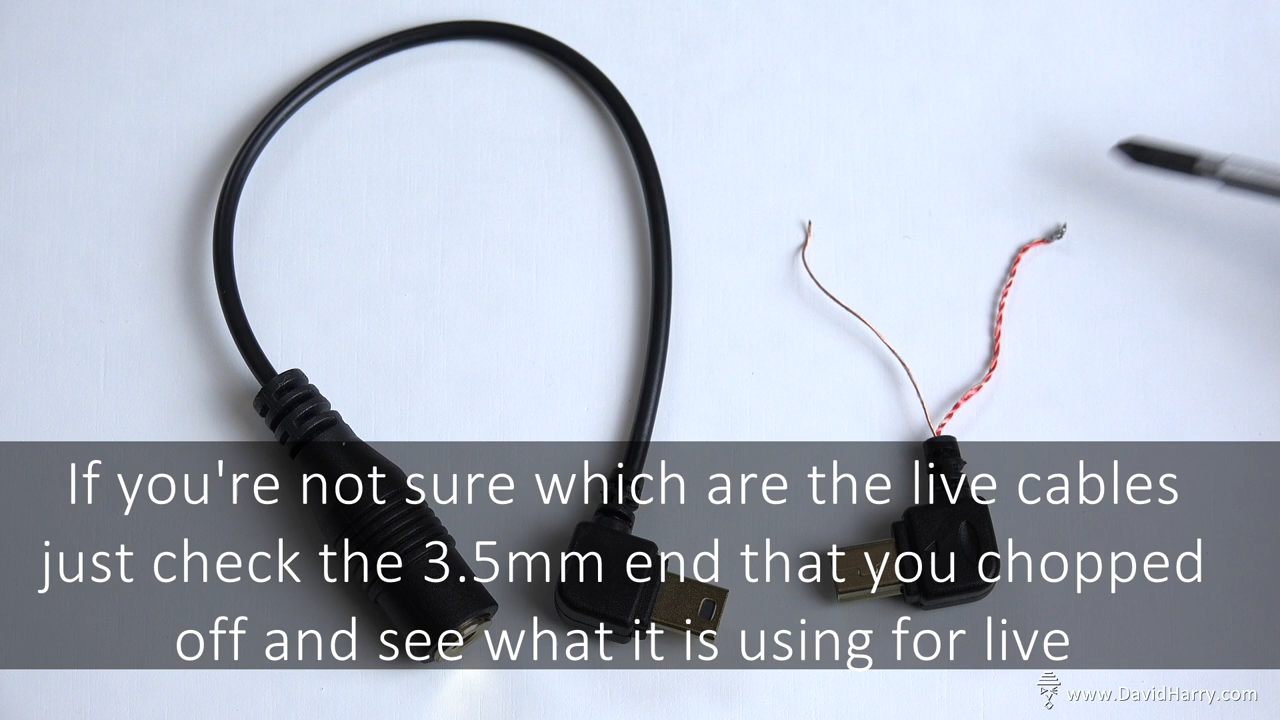 If you're not sure which are the live cables
just check the 3.5mm end that you chopped
off and see what it is using for live
www.DavidHarry.com